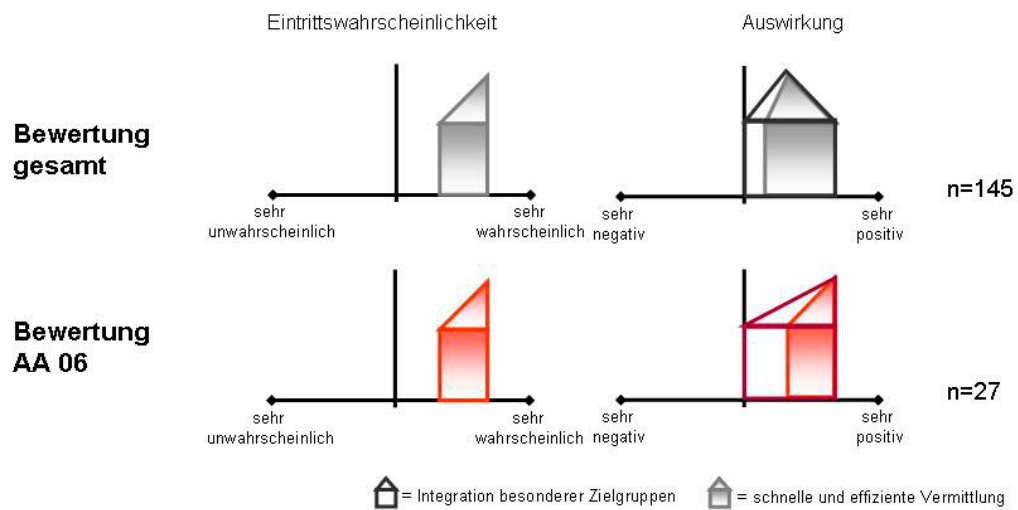 Eintrittswahrscheinlichkeit
Auswirkung
Bewertung
gesamt
sehr
unwahrscheinlich
sehr
wahrscheinlich
sehr
negativ
sehr
positiv
n=145
Bewertung
AA 06
sehr
unwahrscheinlich
sehr
wahrscheinlich
sehr
negativ
sehr
positiv
n=27
= Integration besonderer Zielgruppen
= schnelle und effiziente Vermittlung